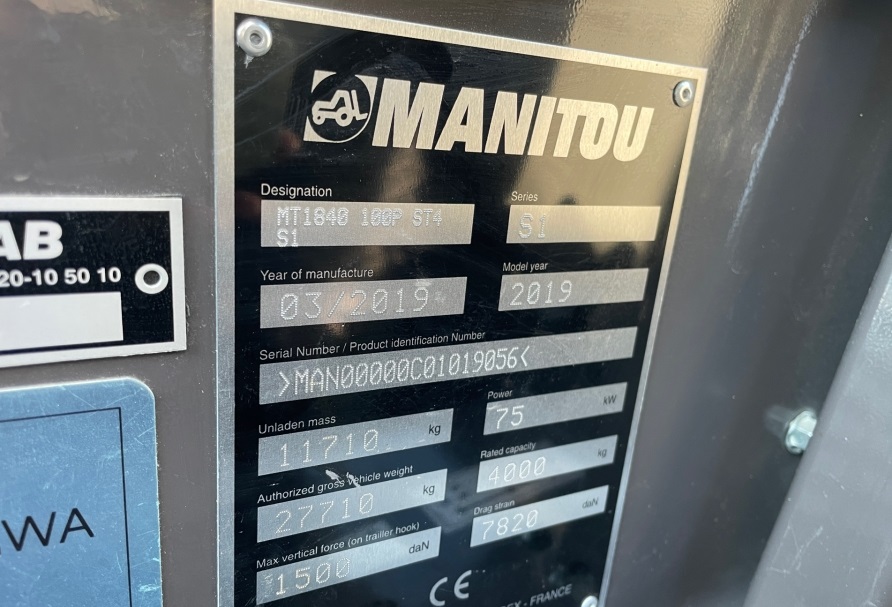 MANITOU
Designation
Series
MT1840 100P ST4
S1
S1
Year of manufacture
Model year
03/2019
2019
Serial Number / Product identification Number
>MAN00000C01019056<
Unladen mass
Power
11710 kg
75 kW
Authorized gross vehicle weight
Rated capacity
27710 kg
4000 kg
Max vertical force (on trailler hook)
Drag strain
1500 daN
7820 daN
CE
FRANCE
AB
20-10 50 10
WA